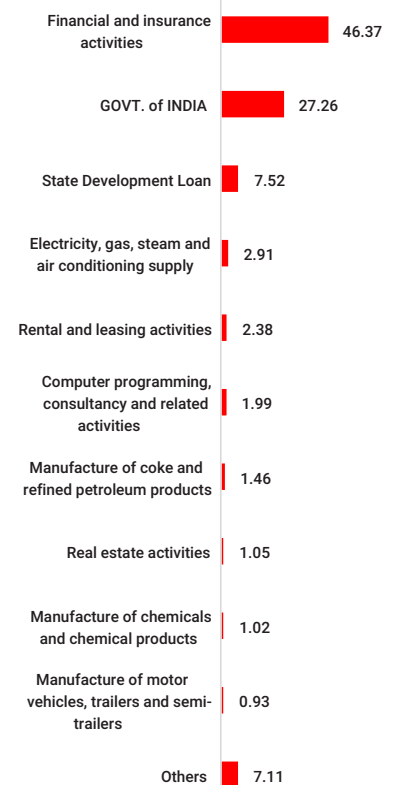 Financial and insurance
activities
46.37
GOVT. of INDIA
27.26
State Development Loan
7.52
Electricity, gas, steam and
air conditioning supply
2.91
Rental and leasing activities
2.38
Computer programming,
consultancy and related
activities
1.99
Manufacture of coke and
refined petroleum products
1.46
Real estate activities
1.05
Manufacture of chemicals
and chemical products
1.02
Manufacture of motor
vehicles, trailers and semi-
trailers
0.93
Others
7.11